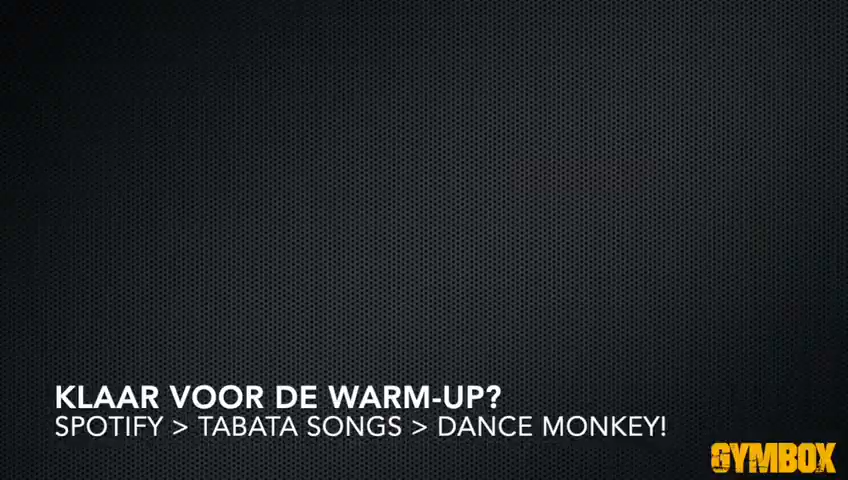 KLAAR VOOR DE WARM-UP?
SPOTIFY > TABATA SONGS > DANCE MONKEY!
GYMBOX